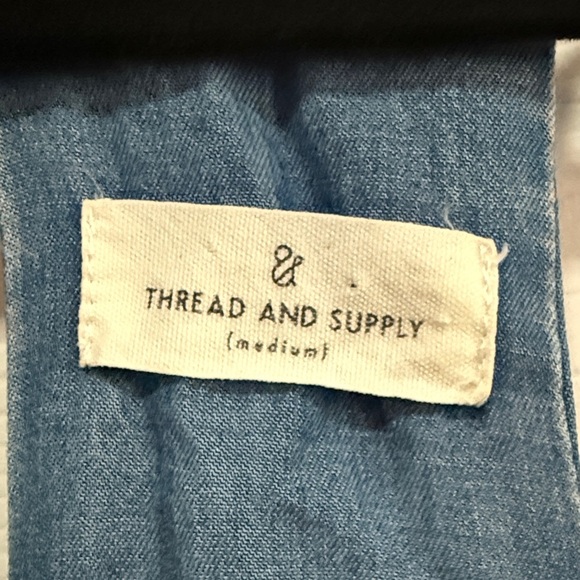 &
THREAD AND SUPPLY
{medium}